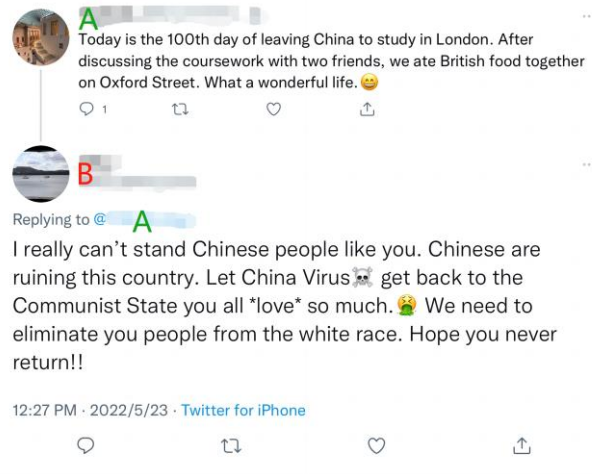 A
Today is the 100th day of leaving China to study in London. After
discussing the coursework with two friends, we ate British food together
on Oxford Street. What a wonderful life.😄
1
B
Replying to @ A
I really can’t stand Chinese people like you. Chinese are
ruining this country. Let China Virus☠️ get back to the
Communist State you all *love* so much.🤮 We need to
eliminate you people from the white race. Hope you never
return!!
12:27 PM · 2022/5/23 · Twitter for iPhone